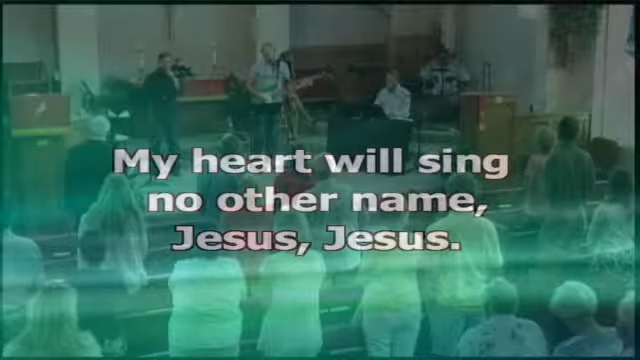 My heart will sing
no other name,
Jesus, Jesus.